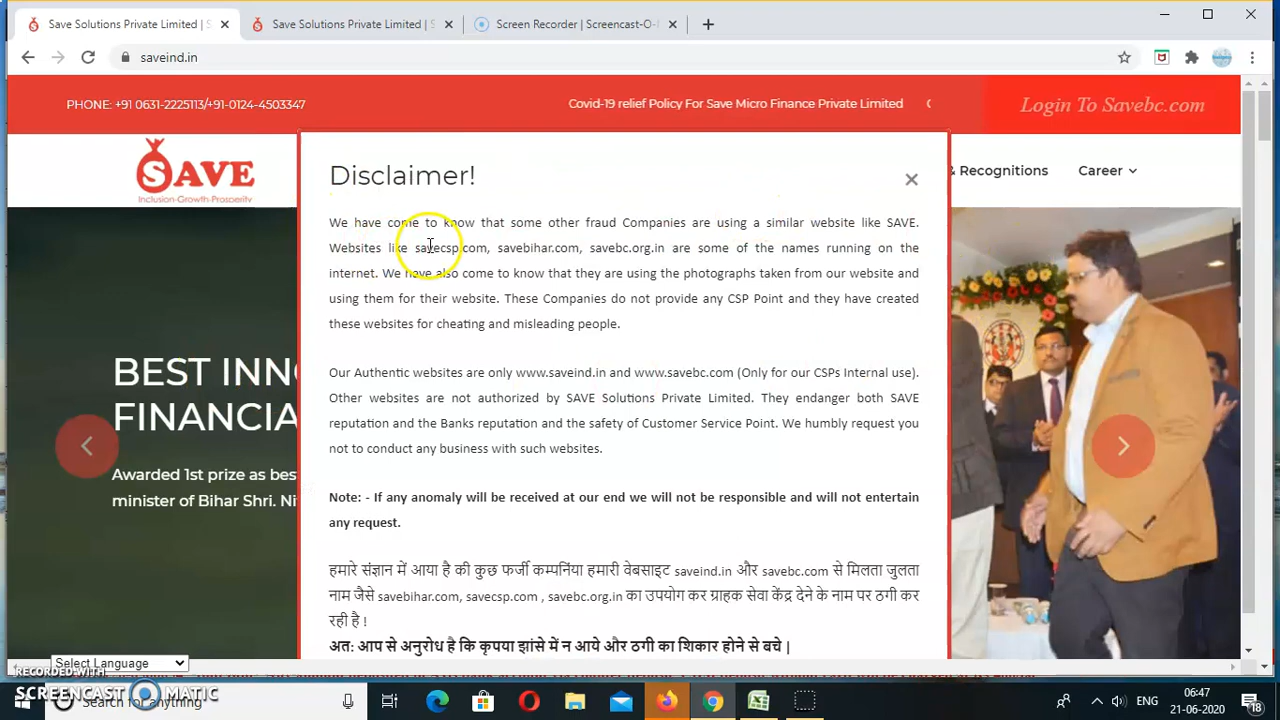 Save Solutions Private Limited | S
Save Solutions Private Limited | S
Screen Recorder | Screencast-O-
saveind.in
PHONE: +91 0631-2225113/+91-0124-4503347
Covid-19 relief Policy For Save Micro Finance Private Limited
Login To Savebc.com
SAVE
Inclusion-Growth-Prosperity
& Recognitions
Career
Disclaimer!
We have come to know that some other fraud Companies are using a similar website like SAVE.
Websites like savecsp.com, savebihar.com, savebc.org.in are some of the names running on the
internet. We have also come to know that they are using the photographs taken from our website and
using them for their website. These Companies do not provide any CSP Point and they have created
these websites for cheating and misleading people.
Our Authentic websites are only www.saveind.in and www.savebc.com (Only for our CSPs Internal use).
Other websites are not authorized by SAVE Solutions Private Limited. They endanger both SAVE
reputation and the Banks reputation and the safety of Customer Service Point. We humbly request you
not to conduct any business with such websites.
Note: - If any anomaly will be received at our end we will not be responsible and will not entertain
any request.
हमारे संज्ञान में आया है की कुछ फर्जी कम्पनिंया हमारी वेबसाइट saveind.in और savebc.com से मिलता जुलता
नाम जैसे savebihar.com, savecsp.com , savebc.org.in का उपयोग कर ग्राहक सेवा केंद्र देने के नाम पर ठगी कर
रही है !
अत: आप से अनुरोध है कि कृपया झांसे में न आये और ठगी का शिकार होने से बचे |
BEST INN
FINANCIA
Awarded 1st prize as bes
minister of Bihar Shri. Ni
Select Language
RECORDED WITH
SCREENCAST MATIC
Search for anything
ENG
06:47
21-06-2020
18